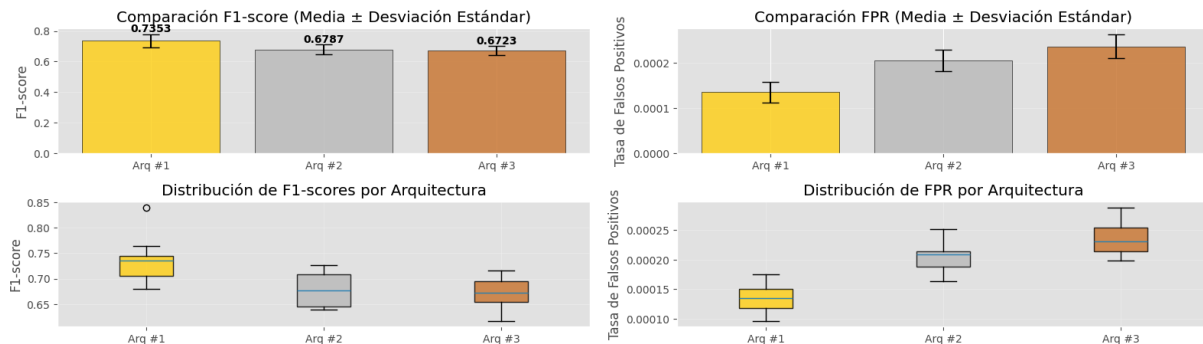 Comparación F1-score (Media ± Desviación Estándar)
0.8
0.6
0.4
0.2
0.0
F1-score
0.7353
0.6787
0.6723
Arq #1
Arq #2
Arq #3
Comparación FPR (Media ± Desviación Estándar)
0.0002
0.0001
0.0000
Tasa de Falsos Positivos
Arq #1
Arq #2
Arq #3
Distribución de F1-scores por Arquitectura
0.85
0.80
0.75
0.70
0.65
F1-score
Arq #1
Arq #2
Arq #3
Distribución de FPR por Arquitectura
0.00025
0.00020
0.00015
0.00010
Tasa de Falsos Positivos
Arq #1
Arq #2
Arq #3